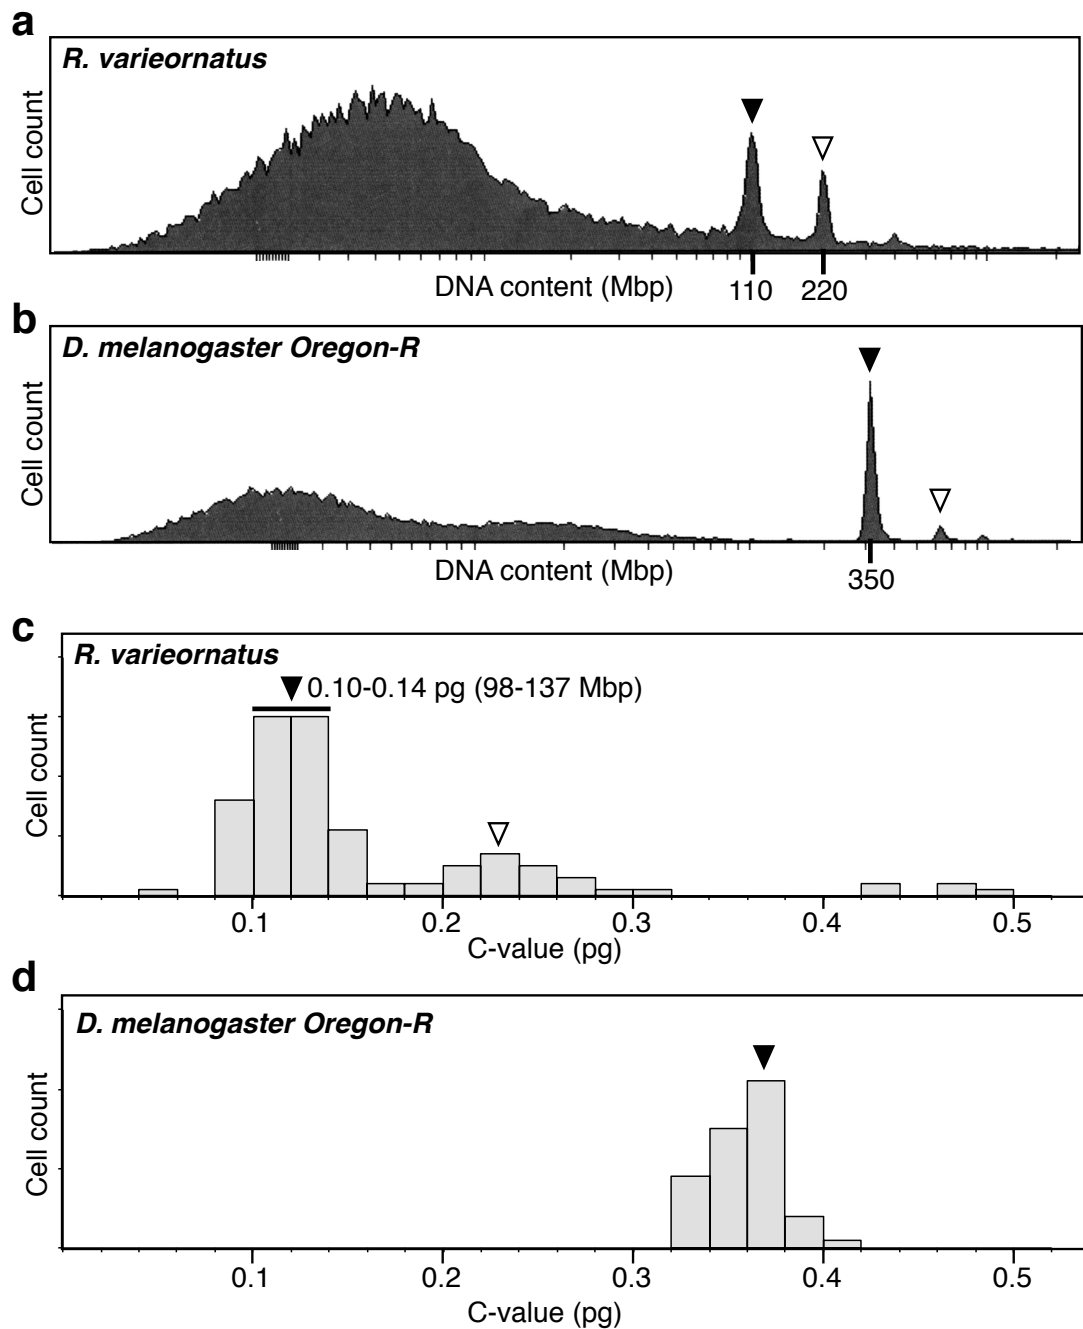 a
R. varieornatus
Cell count
DNA content (Mbp)
110 220
b
D. melanogaster Oregon-R
Cell count
DNA content (Mbp)
350
c
R. varieornatus
0.10-0.14 pg (98-137 Mbp)
Cell count
0.1 0.2 0.3 0.4 0.5
C-value (pg)
d
D. melanogaster Oregon-R
Cell count
0.1 0.2 0.3 0.4 0.5
C-value (pg)